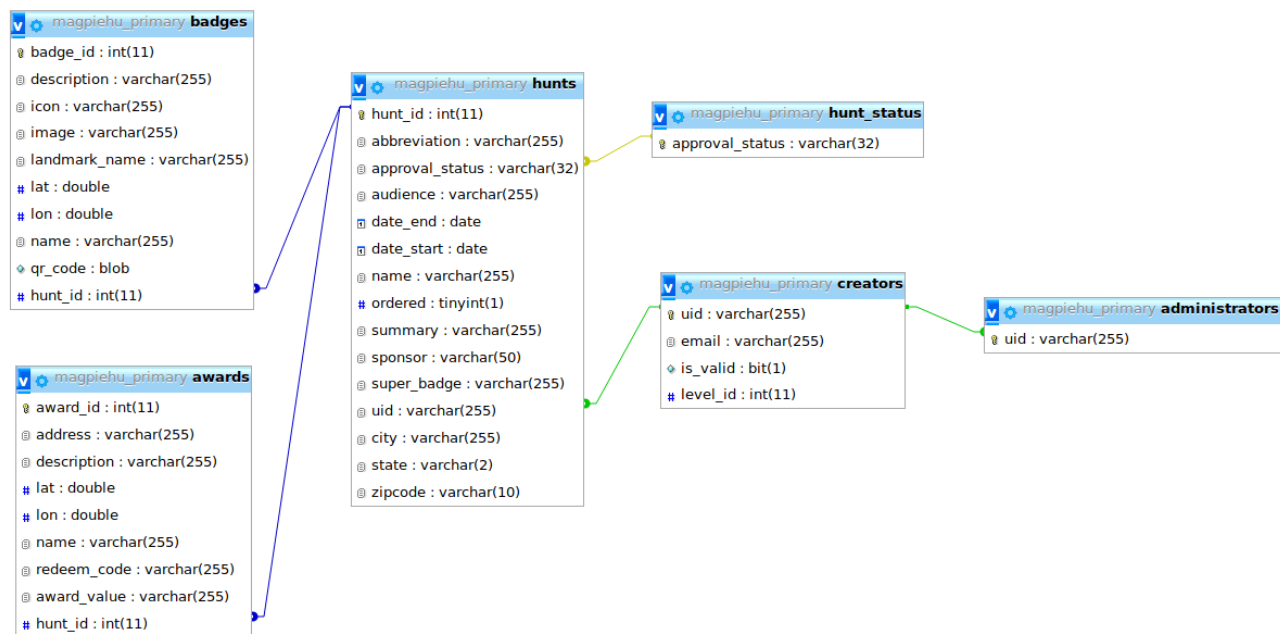 magpiehu_primary badges
badge_id : int(11)
description : varchar(255)
icon : varchar(255)
image : varchar(255)
landmark_name : varchar(255)
lat : double
lon : double
name : varchar(255)
qr_code : blob
hunt_id : int(11)
magpiehu_primary awards
award_id : int(11)
address : varchar(255)
description : varchar(255)
lat : double
lon : double
name : varchar(255)
redeem_code : varchar(255)
award_value : varchar(255)
hunt_id : int(11)
magpiehu_primary hunts
hunt_id : int(11)
abbreviation : varchar(255)
approval_status : varchar(32)
audience : varchar(255)
date_end : date
date_start : date
name : varchar(255)
ordered : tinyint(1)
summary : varchar(255)
sponsor : varchar(50)
super_badge : varchar(255)
uid : varchar(255)
city : varchar(255)
state : varchar(2)
zipcode : varchar(10)
magpiehu_primary hunt_status
approval_status : varchar(32)
magpiehu_primary creators
uid : varchar(255)
email : varchar(255)
is_valid : bit(1)
level_id : int(11)
magpiehu_primary administrators
uid : varchar(255)